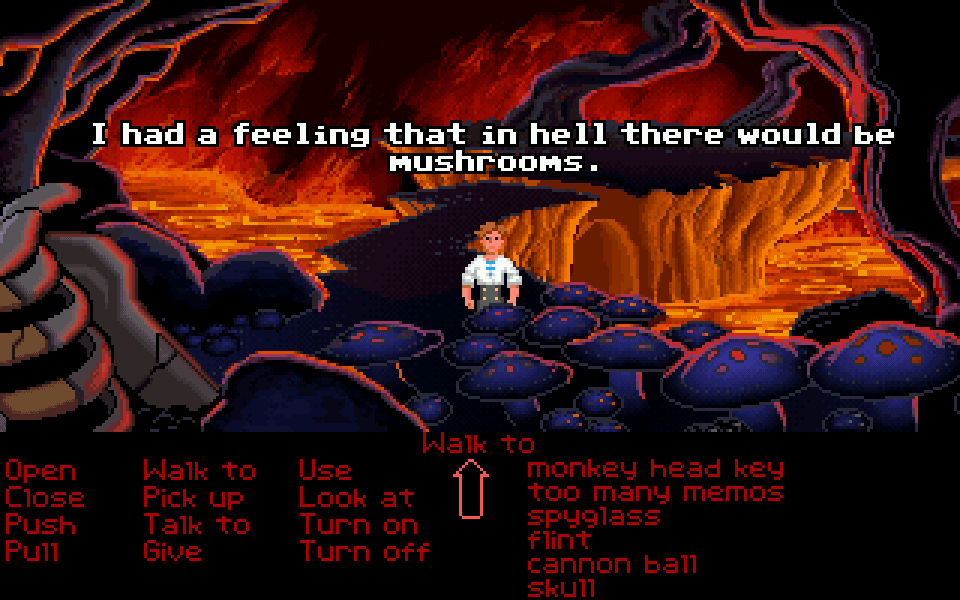 I had a feeling that in hell there would be
mushrooms.
Walk to
Open Walk to Use
Close Pick up Look at
Push Talk to Turn on
Pull Give Turn off
monkey head key
too many memos
spyglass
flint
cannon ball
skull